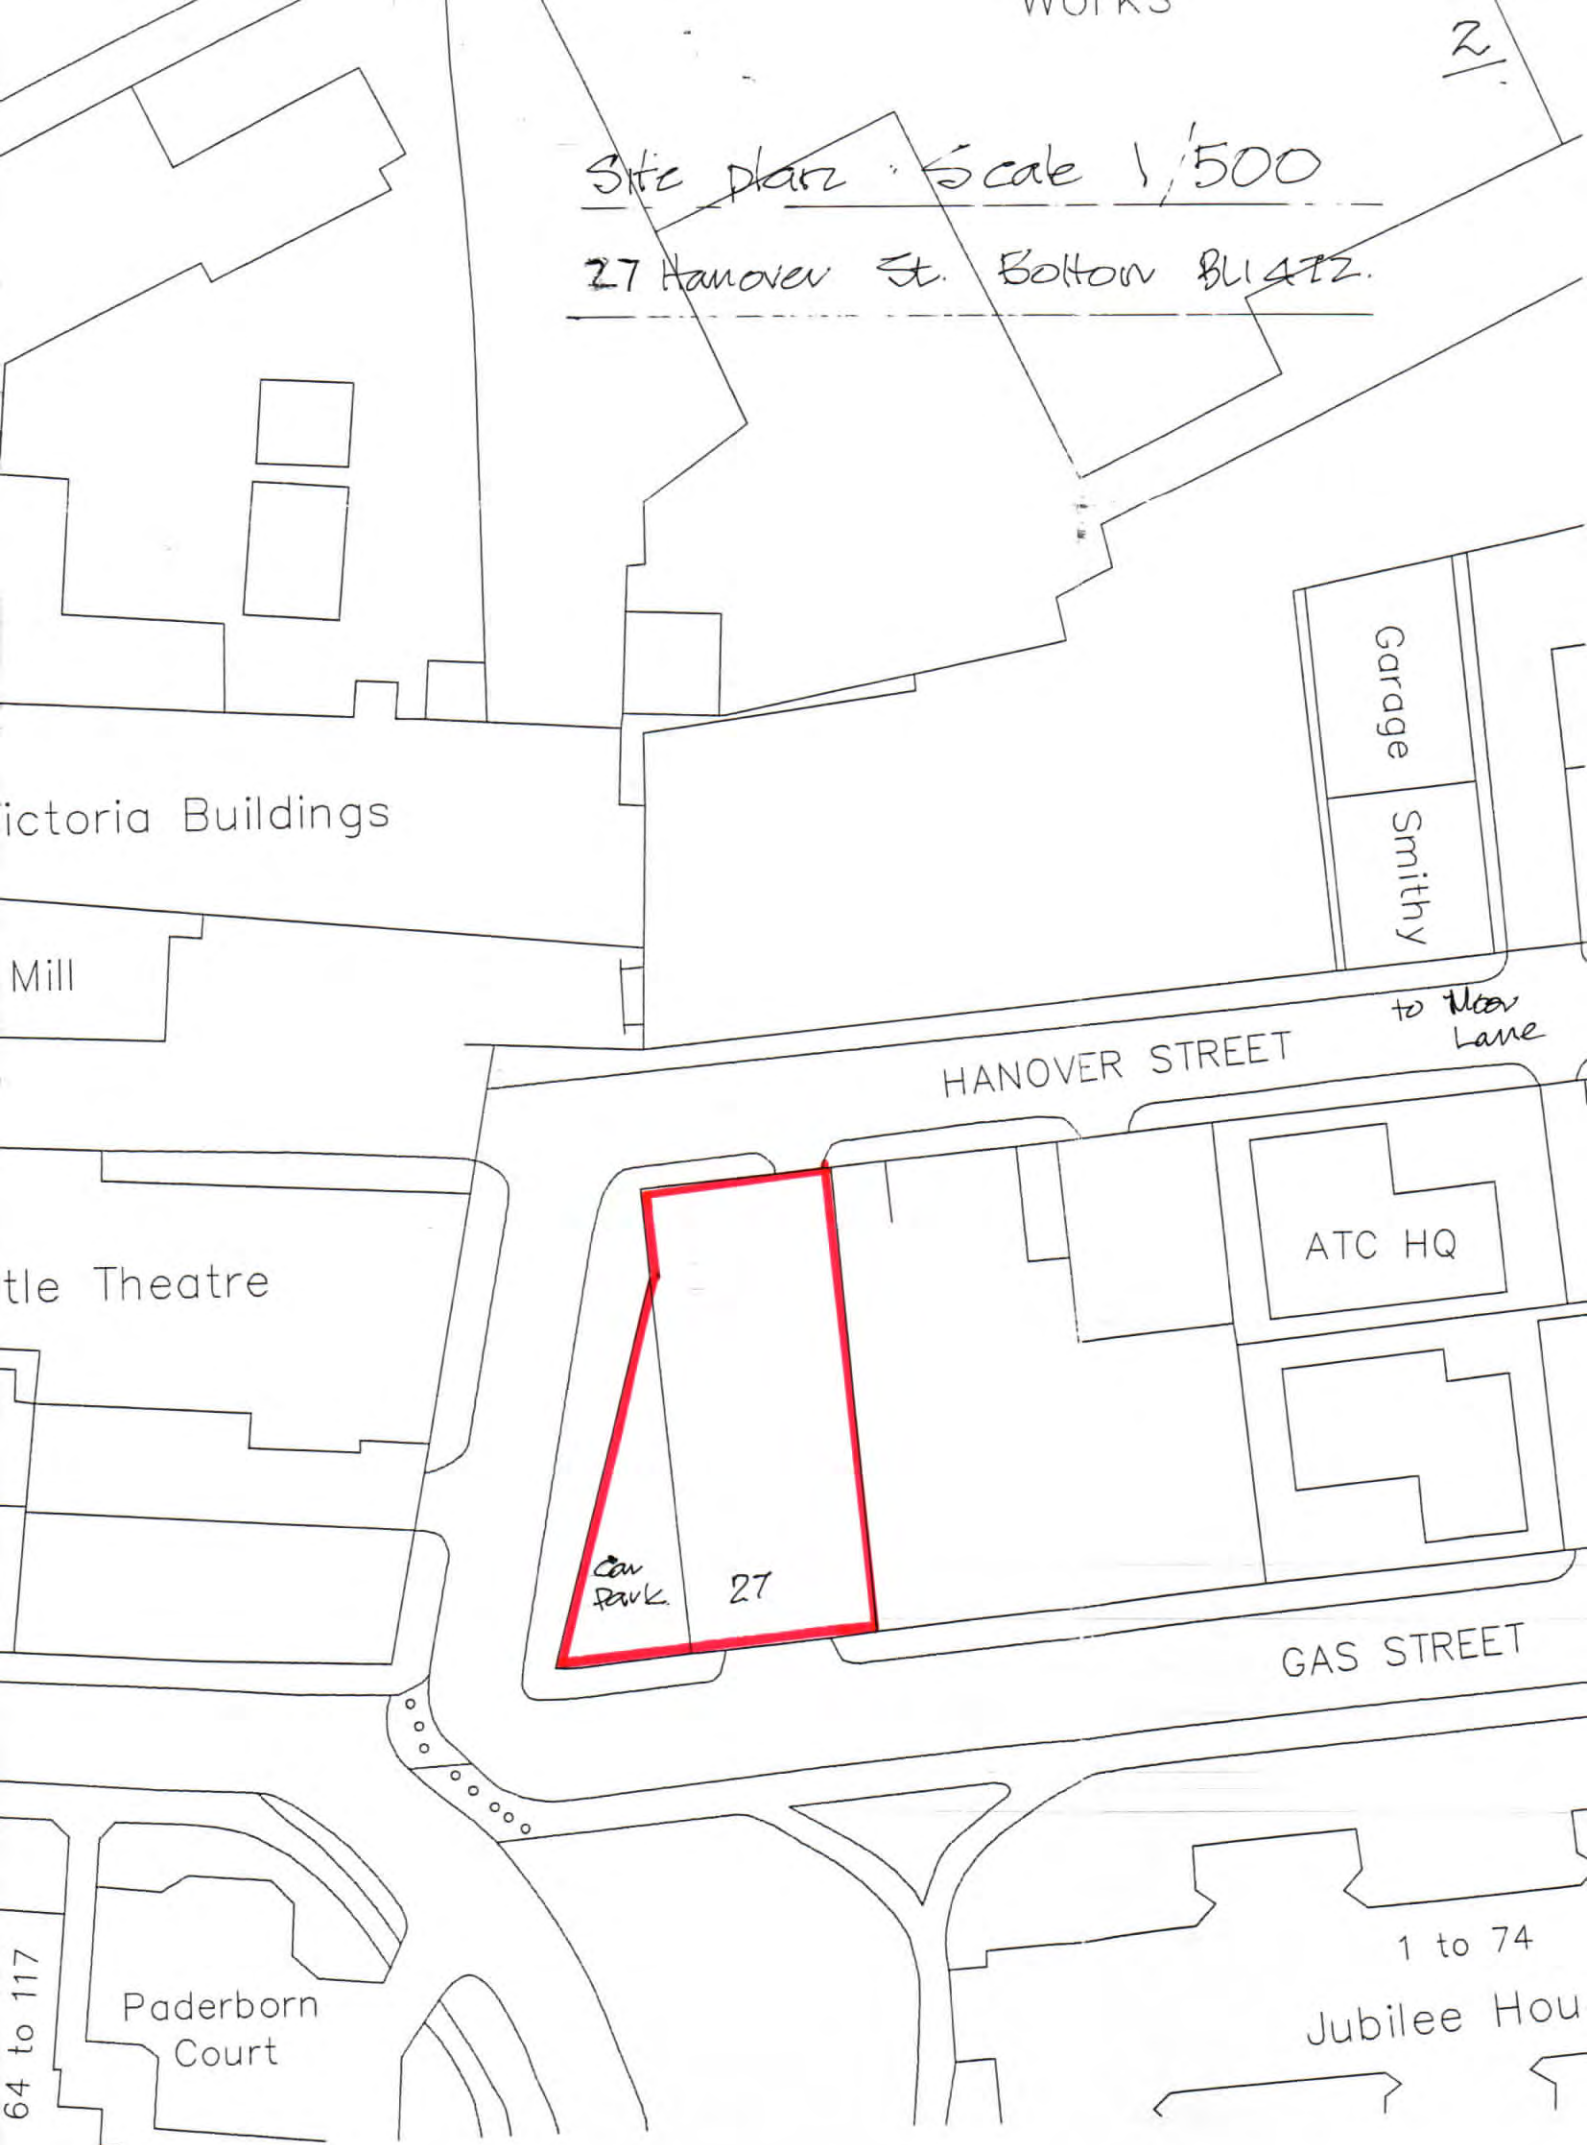 2
Site plan . Scale 1/500
27 Hanover St. Bolton BL1 4TZ.
Garage
Smithy
ictoria Buildings
Mill
to Moor
Lane
HANOVER STREET
ATC HQ
tle Theatre
Car
Park.
27
GAS STREET
1 to 74
Jubilee Hou
Paderborn
Court
64 to 117